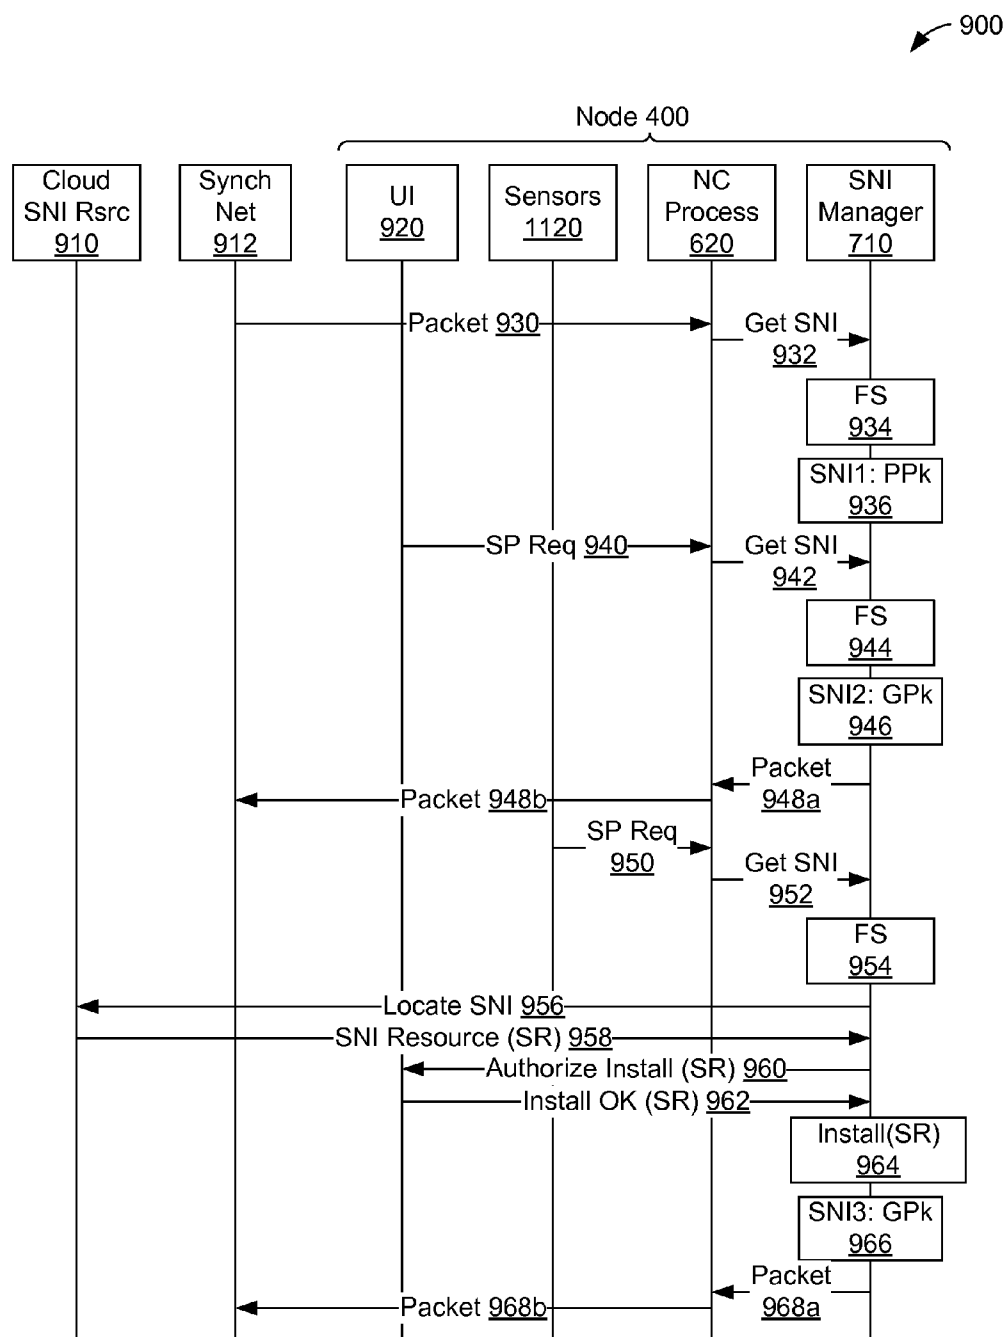 900
Node 400
Cloud
SNI Rsrc
910
Synch
Net
912
UI
920
Sensors
1120
NC
Process
620
SNI
Manager
710
Packet 930
Get SNI
932
FS
934
SNI1: PPk
936
SP Req 940
Get SNI
942
FS
944
SNI2: GPk
946
Packet
948a
Packet 948b
SP Req
950
Get SNI
952
FS
954
Locate SNI 956
SNI Resource (SR) 958
Authorize Install (SR) 960
Install OK (SR) 962
Install(SR)
964
SNI3: GPk
966
Packet
968a
Packet 968b